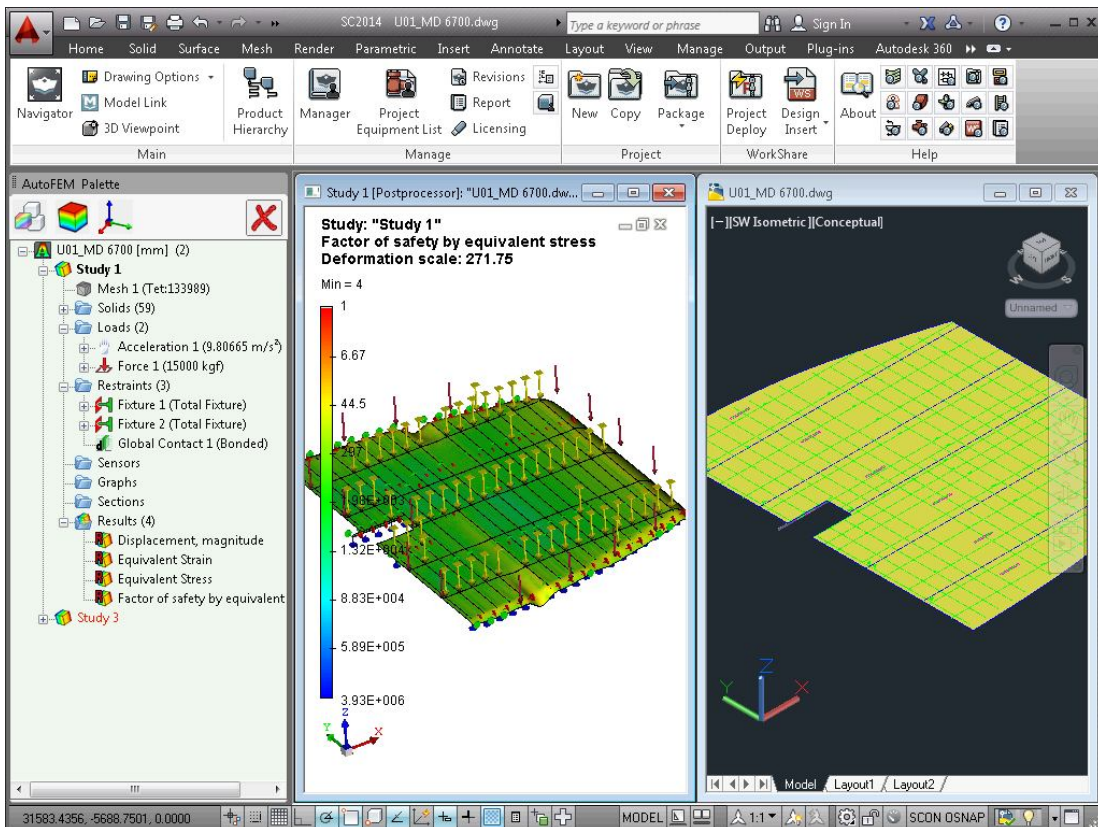 SC2014 U01_MD 6700.dwg
Type a keyword or phrase
Sign In
Home Solid Surface Mesh Render Parametric Insert Annotate Layout View Manage Output Plug-ins Autodesk 360
Navigator
Drawing Options
Model Link
3D Viewpoint
Product Hierarchy
Main
Manager
Project Equipment List
Revisions
Report
Licensing
Manage
New
Copy
Package
Project
Project Deploy
Design Insert
WS
WorkShare
About
Help
AutoFEM Palette
U01_MD 6700 [mm] (2)
Study 1
Mesh 1 (Tet:133989)
Solids (59)
Loads (2)
Acceleration 1 (9.80665 m/s²)
Force 1 (15000 kgf)
Restraints (3)
Fixture 1 (Total Fixture)
Fixture 2 (Total Fixture)
Global Contact 1 (Bonded)
Sensors
Graphs
Sections
Results (4)
Displacement, magnitude
Equivalent Strain
Equivalent Stress
Factor of safety by equivalent
Study 3
Study 1 [Postprocessor]: "U01_MD 6700.dw...
Study: "Study 1"
Factor of safety by equivalent stress
Deformation scale: 271.75
Min = 4
1
6.67
44.5
297
1.98E+003
1.32E+004
8.83E+004
5.89E+005
3.93E+006
Z
Y
X
U01_MD 6700.dwg
[−][SW Isometric][Conceptual]
W
S
Unnamed
Z
Y
X
Model Layout1 Layout2
31583.4356, -5688.7501, 0.0000
MODEL
1:1
SCON OSNAP